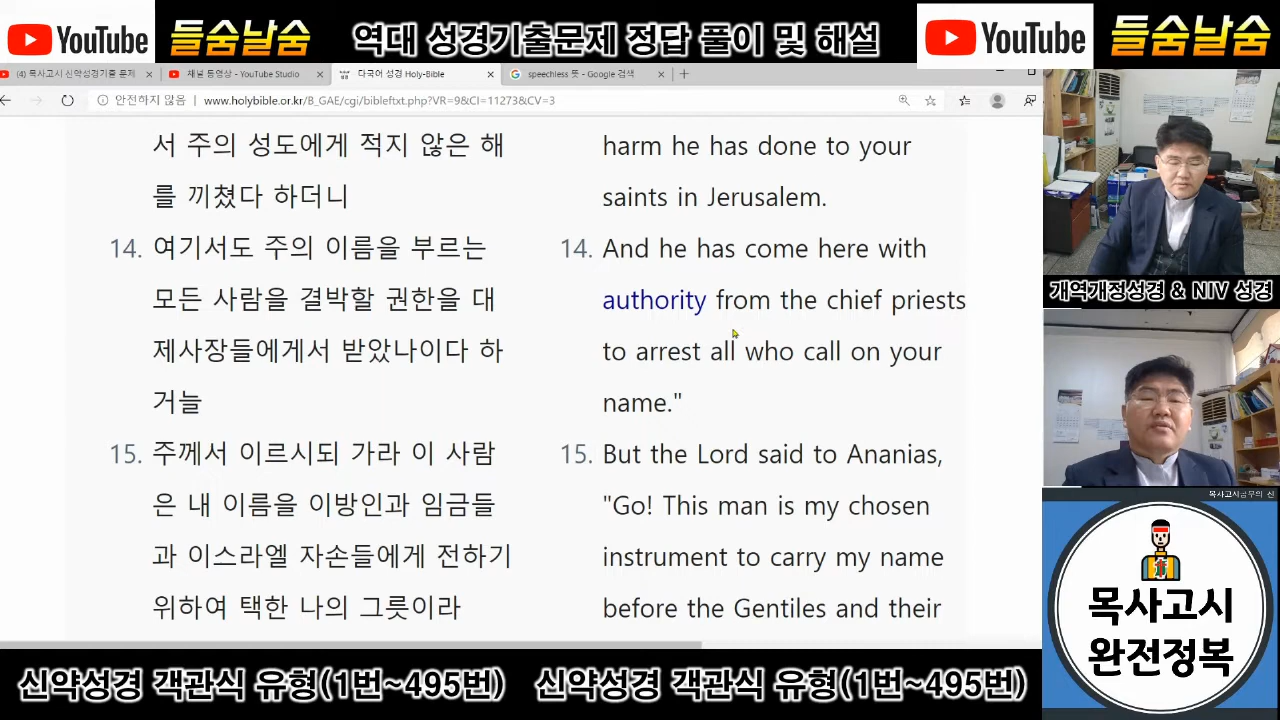 YouTube 들숨날숨 역대 성경기출문제 정답 풀이 및 해설 YouTube 들숨날숨
(4) 목사고시 신약성경기출 문제 × 채널 동영상 - YouTube Studio × 다국어 성경 Holy-Bible × speechless 뜻 - Google 검색 × +
안전하지 않음 | www.holybible.or.kr/B_GAE/cgi/bibleftxt.php?VR=9&CI=11273&CV=3
서 주의 성도에게 적지 않은 해
를 끼쳤다 하더니
14. 여기서도 주의 이름을 부르는
모든 사람을 결박할 권한을 대
제사장들에게서 받았나이다 하
거늘
15. 주께서 이르시되 가라 이 사람
은 내 이름을 이방인과 임금들
과 이스라엘 자손들에게 전하기
위하여 택한 나의 그릇이라
harm he has done to your
saints in Jerusalem.
14. And he has come here with
authority from the chief priests
to arrest all who call on your
name."
15. But the Lord said to Ananias,
"Go! This man is my chosen
instrument to carry my name
before the Gentiles and their
개역개정성경 & NIV 성경
목사고시공부의 신
목사고시
완전정복
신약성경 객관식 유형(1번~495번) 신약성경 객관식 유형(1번~495번)